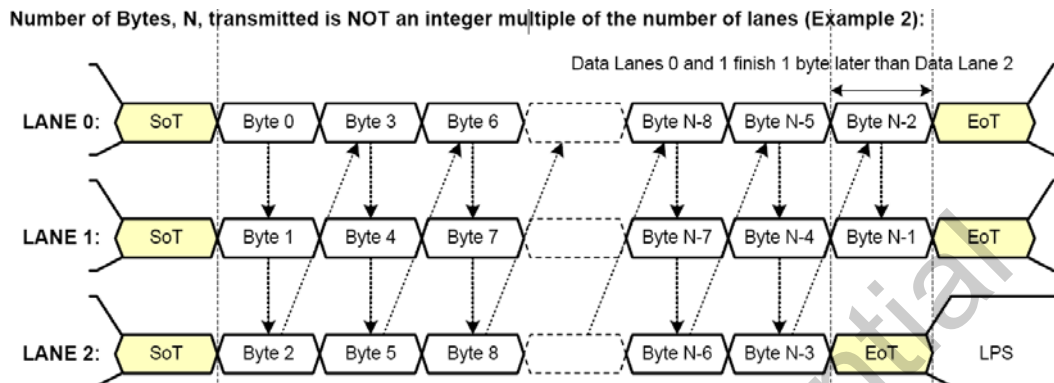 Number of Bytes, N, transmitted is NOT an integer multiple of the number of lanes (Example 2):
Data Lanes 0 and 1 finish 1 byte later than Data Lane 2
LANE 0: SoT Byte 0 Byte 3 Byte 6 Byte N-8 Byte N-5 Byte N-2 EoT
LANE 1: SoT Byte 1 Byte 4 Byte 7 Byte N-7 Byte N-4 Byte N-1 EoT
LANE 2: SoT Byte 2 Byte 5 Byte 8 Byte N-6 Byte N-3 EoT LPS